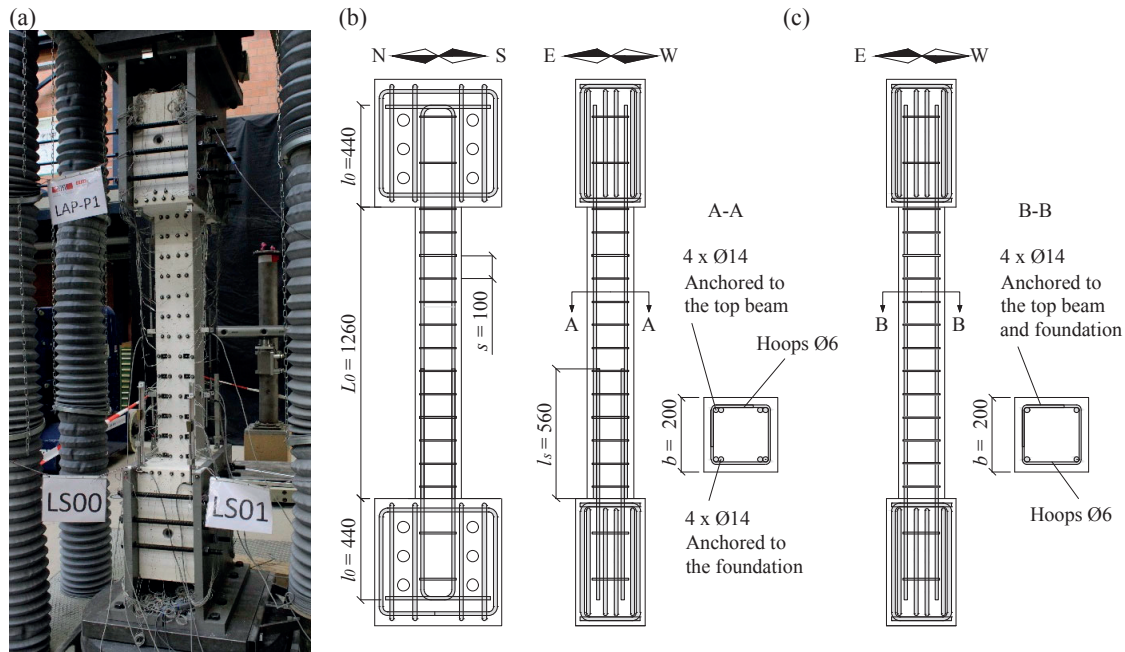 (a)
LAP-P1
LS00
LS01
(b)
N S
E W
l0 = 440
L0 = 1260
l0 = 440
s = 100
ls = 560
A A
A-A
4 x Ø14
Anchored to
the top beam
Hoops Ø6
b = 200
4 x Ø14
Anchored to
the foundation
(c)
E W
B B
B-B
4 x Ø14
Anchored to
the top beam
and foundation
b = 200
Hoops Ø6